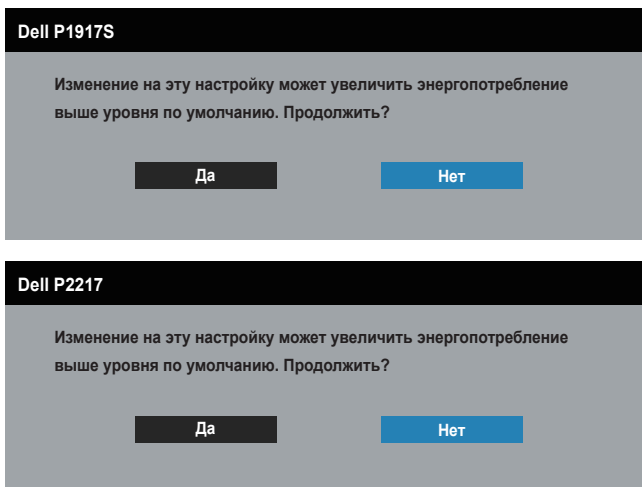 Dell P1917S
Изменение на эту настройку может увеличить энергопотребление
выше уровня по умолчанию. Продолжить?
Да Нет
Dell P2217
Изменение на эту настройку может увеличить энергопотребление
выше уровня по умолчанию. Продолжить?
Да Нет